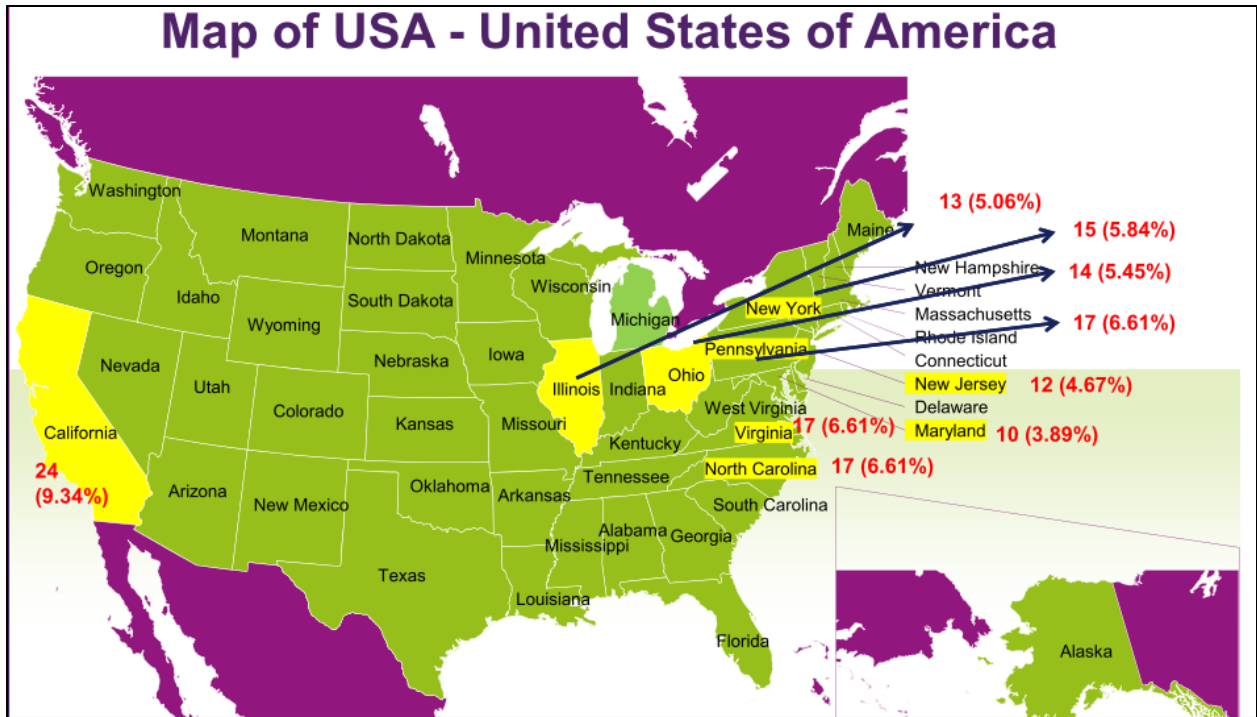 Map of USA - United States of America
Washington
Montana
North Dakota
Minnesota
Maine
13 (5.06%)
15 (5.84%)
Oregon
Idaho
South Dakota
Wisconsin
New Hampshire
14 (5.45%)
Vermont
Wyoming
Michigan
New York
Massachusetts
17 (6.61%)
Rhode Island
Nevada
Nebraska
Iowa
Pennsylvania
Connecticut
Utah
Colorado
Illinois
Indiana
Ohio
New Jersey
12 (4.67%)
Delaware
California
Kansas
Missouri
West Virginia
Kentucky
Virginia
17 (6.61%)
Maryland
10 (3.89%)
24
(9.34%)
Arizona
New Mexico
Oklahoma
Arkansas
Tennessee
North Carolina
17 (6.61%)
South Carolina
Mississippi
Alabama
Georgia
Texas
Louisiana
Florida
Alaska